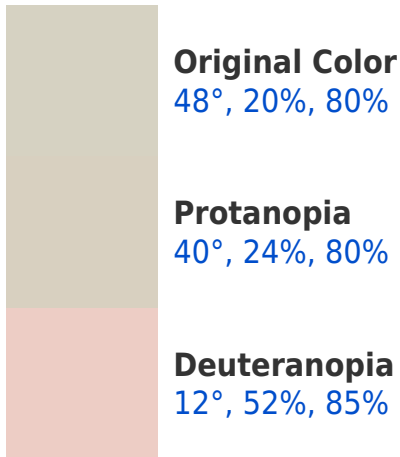 Original Color
48°, 20%, 80%
Protanopia
40°, 24%, 80%
Deuteranopia
12°, 52%, 85%